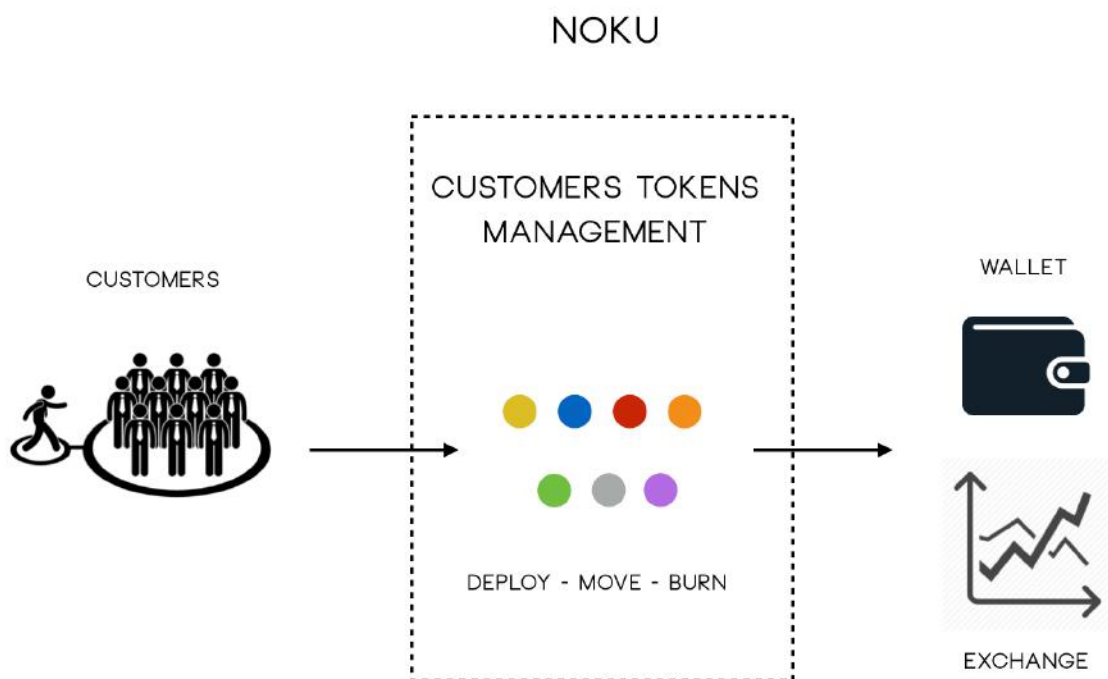 NOKU
CUSTOMERS TOKENS
MANAGEMENT
CUSTOMERS
WALLET
DEPLOY - MOVE - BURN
EXCHANGE